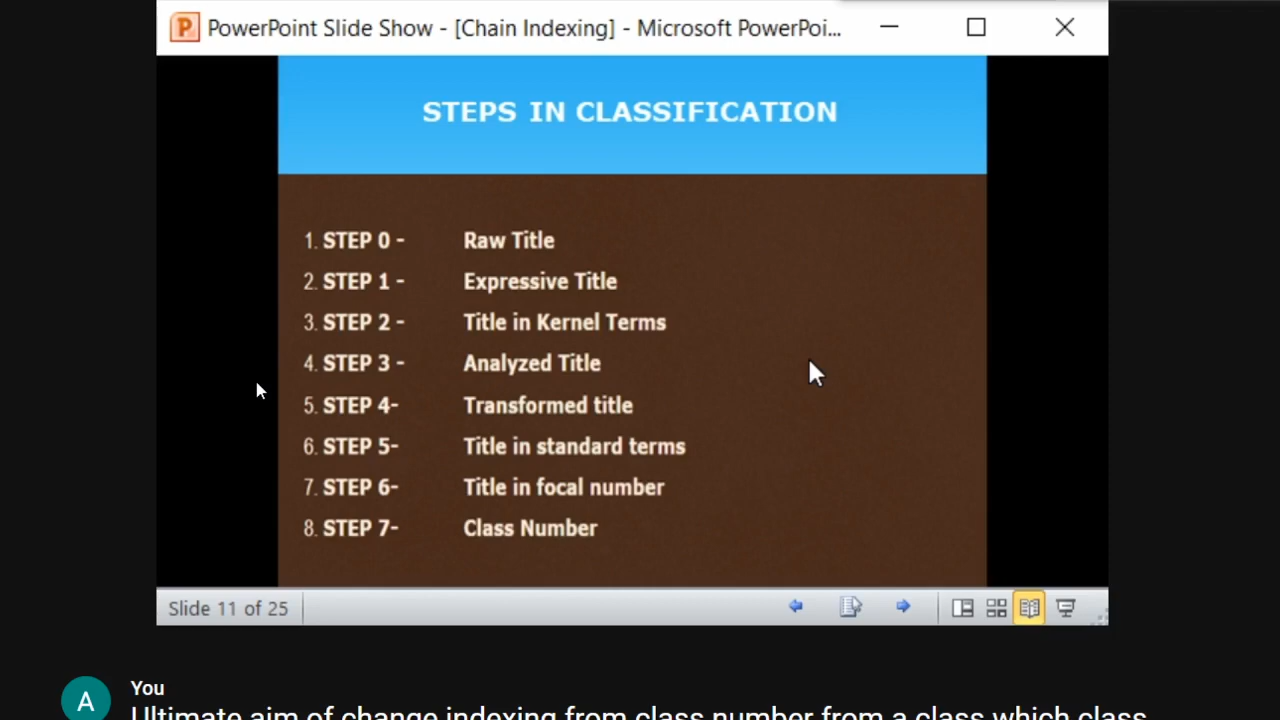 PowerPoint Slide Show - [Chain Indexing] - Microsoft PowerPoi...
STEPS IN CLASSIFICATION
1. STEP 0 - Raw Title
2. STEP 1 - Expressive Title
3. STEP 2 - Title in Kernel Terms
4. STEP 3 - Analyzed Title
5. STEP 4- Transformed title
6. STEP 5- Title in standard terms
7. STEP 6- Title in focal number
8. STEP 7- Class Number
Slide 11 of 25
A
You
Ultimate aim of change indexing from class number from a class which class